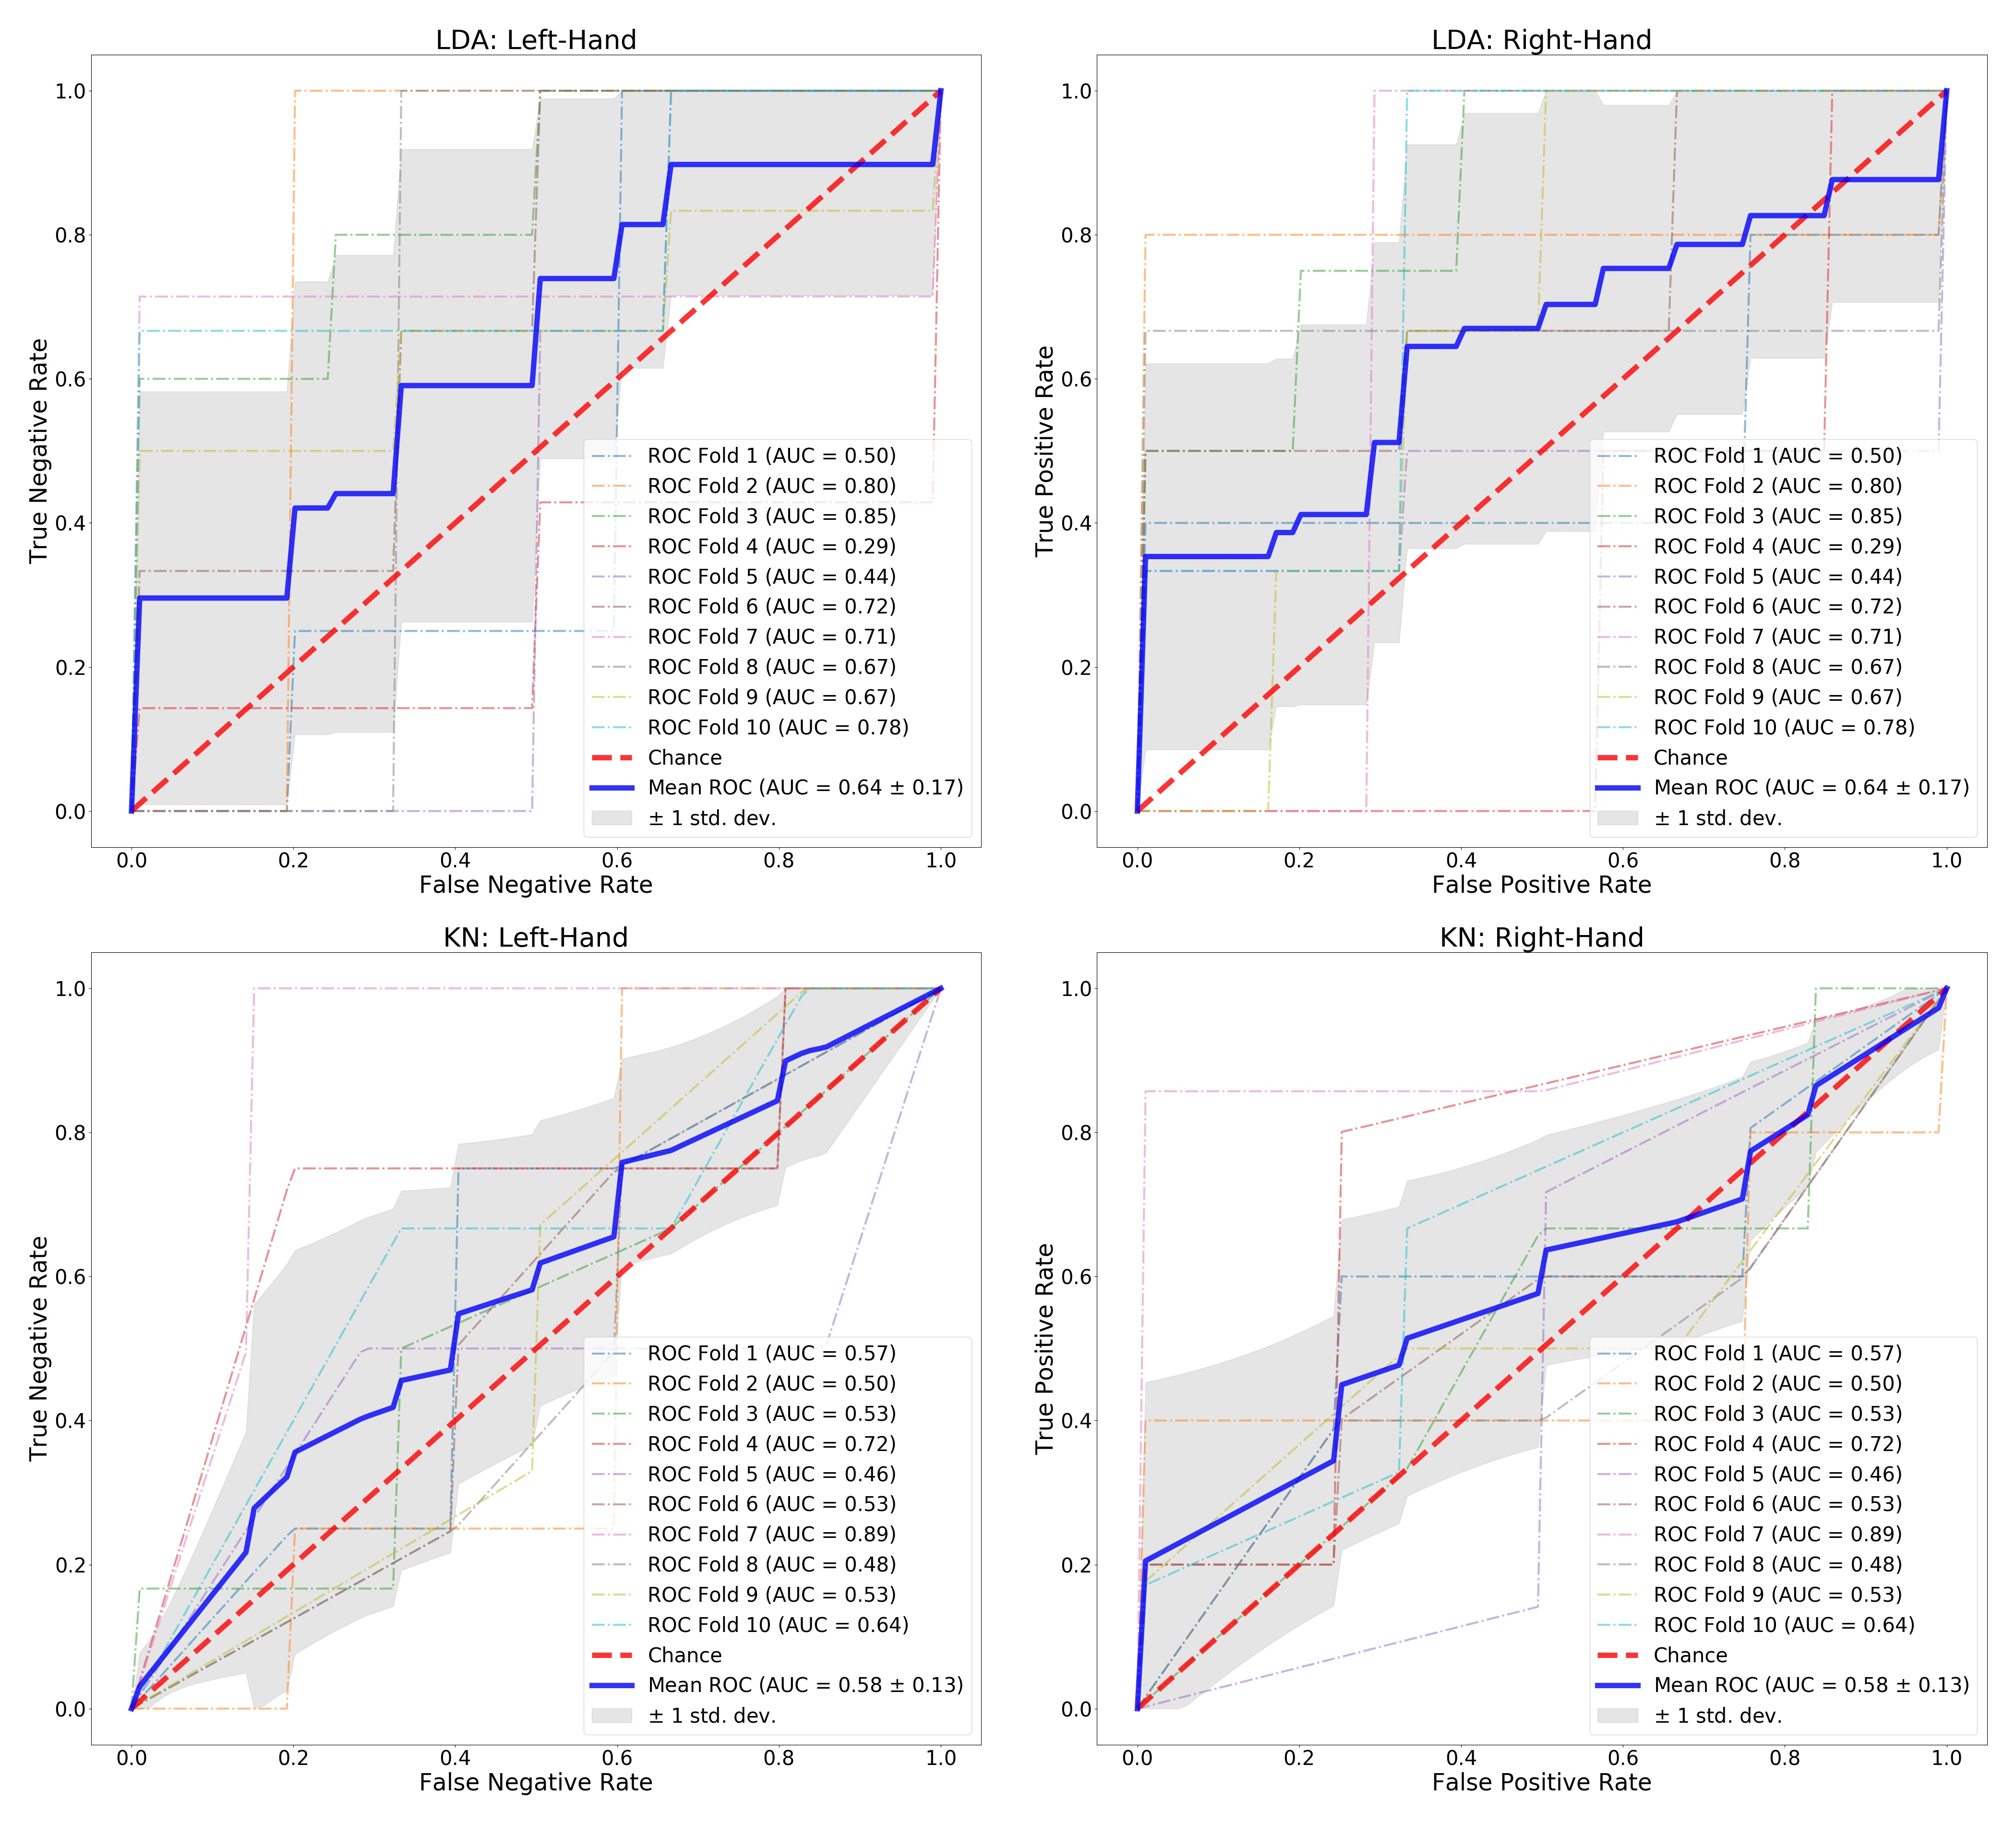 LDA: Left-Hand
True Negative Rate
1.0
0.8
0.6
0.4
0.2
0.0
ROC Fold 1 (AUC = 0.50)
ROC Fold 2 (AUC = 0.80)
ROC Fold 3 (AUC = 0.85)
ROC Fold 4 (AUC = 0.29)
ROC Fold 5 (AUC = 0.44)
ROC Fold 6 (AUC = 0.72)
ROC Fold 7 (AUC = 0.71)
ROC Fold 8 (AUC = 0.67)
ROC Fold 9 (AUC = 0.67)
ROC Fold 10 (AUC = 0.78)
Chance
Mean ROC (AUC = 0.64 ± 0.17)
± 1 std. dev.
0.0 0.2 0.4 0.6 0.8 1.0
False Negative Rate
LDA: Right-Hand
True Positive Rate
1.0
0.8
0.6
0.4
0.2
0.0
ROC Fold 1 (AUC = 0.50)
ROC Fold 2 (AUC = 0.80)
ROC Fold 3 (AUC = 0.85)
ROC Fold 4 (AUC = 0.29)
ROC Fold 5 (AUC = 0.44)
ROC Fold 6 (AUC = 0.72)
ROC Fold 7 (AUC = 0.71)
ROC Fold 8 (AUC = 0.67)
ROC Fold 9 (AUC = 0.67)
ROC Fold 10 (AUC = 0.78)
Chance
Mean ROC (AUC = 0.64 ± 0.17)
± 1 std. dev.
0.0 0.2 0.4 0.6 0.8 1.0
False Positive Rate
KN: Left-Hand
True Negative Rate
1.0
0.8
0.6
0.4
0.2
0.0
ROC Fold 1 (AUC = 0.57)
ROC Fold 2 (AUC = 0.50)
ROC Fold 3 (AUC = 0.53)
ROC Fold 4 (AUC = 0.72)
ROC Fold 5 (AUC = 0.46)
ROC Fold 6 (AUC = 0.53)
ROC Fold 7 (AUC = 0.89)
ROC Fold 8 (AUC = 0.48)
ROC Fold 9 (AUC = 0.53)
ROC Fold 10 (AUC = 0.64)
Chance
Mean ROC (AUC = 0.58 ± 0.13)
± 1 std. dev.
0.0 0.2 0.4 0.6 0.8 1.0
False Negative Rate
KN: Right-Hand
True Positive Rate
1.0
0.8
0.6
0.4
0.2
0.0
ROC Fold 1 (AUC = 0.57)
ROC Fold 2 (AUC = 0.50)
ROC Fold 3 (AUC = 0.53)
ROC Fold 4 (AUC = 0.72)
ROC Fold 5 (AUC = 0.46)
ROC Fold 6 (AUC = 0.53)
ROC Fold 7 (AUC = 0.89)
ROC Fold 8 (AUC = 0.48)
ROC Fold 9 (AUC = 0.53)
ROC Fold 10 (AUC = 0.64)
Chance
Mean ROC (AUC = 0.58 ± 0.13)
± 1 std. dev.
0.0 0.2 0.4 0.6 0.8 1.0
False Positive Rate